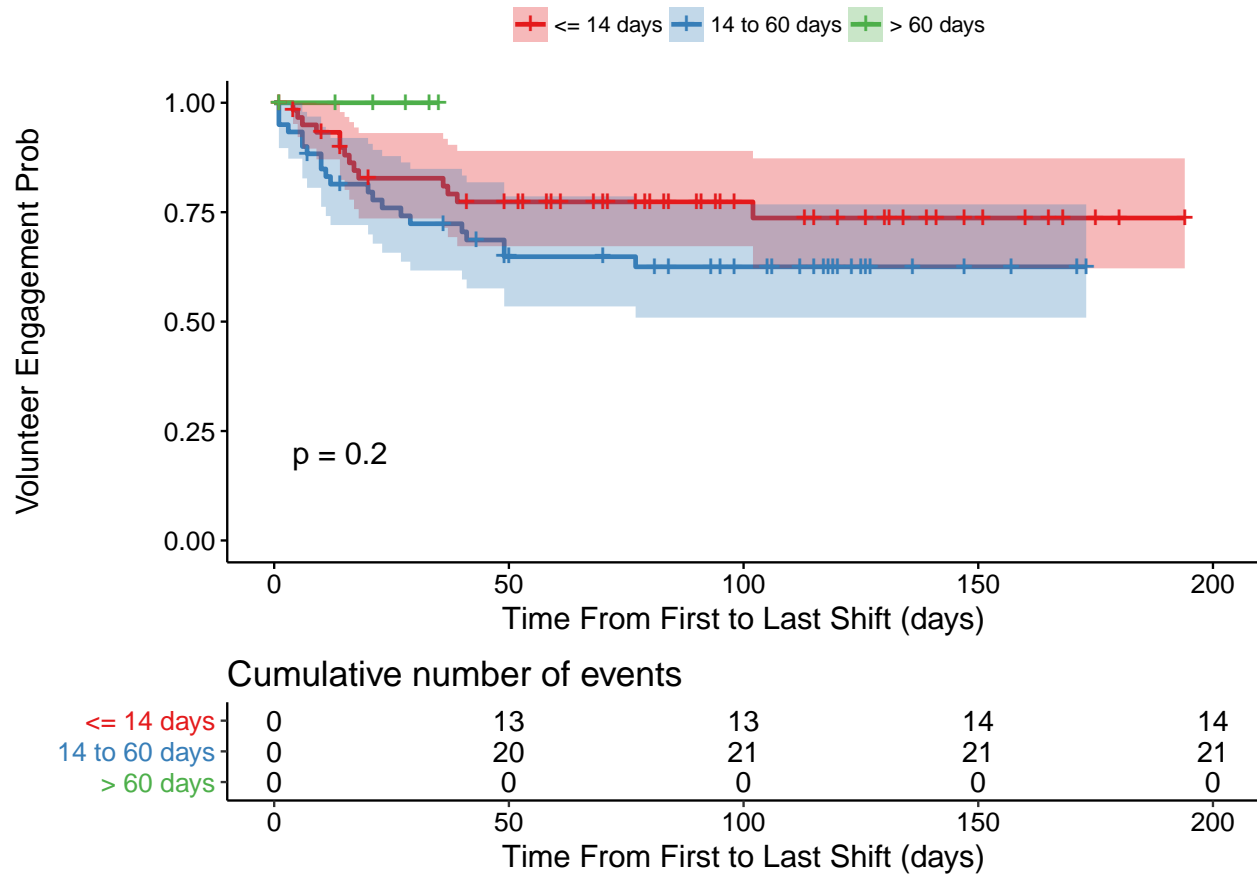 <= 14 days 14 to 60 days > 60 days
Volunteer Engagement Prob
1.00
0.75
0.50
0.25
0.00
p = 0.2
0 50 100 150 200
Time From First to Last Shift (days)
Cumulative number of events
<= 14 days 0 13 13 14 14
14 to 60 days 0 20 21 21 21
> 60 days 0 0 0 0 0
0 50 100 150 200
Time From First to Last Shift (days)